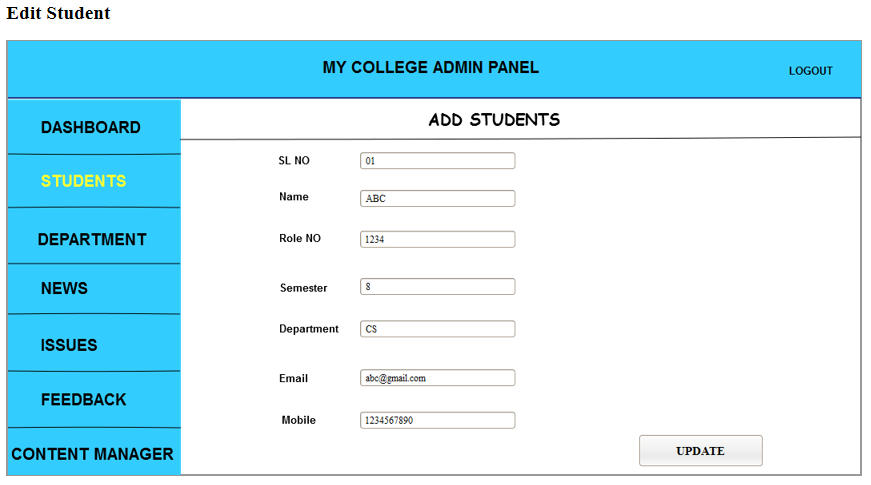 Edit Student
MY COLLEGE ADMIN PANEL
LOGOUT
DASHBOARD
STUDENTS
DEPARTMENT
NEWS
ISSUES
FEEDBACK
CONTENT MANAGER
ADD STUDENTS
SL NO 01
Name ABC
Role NO 1234
Semester 8
Department CS
Email abc@gmail.com
Mobile 1234567890
UPDATE